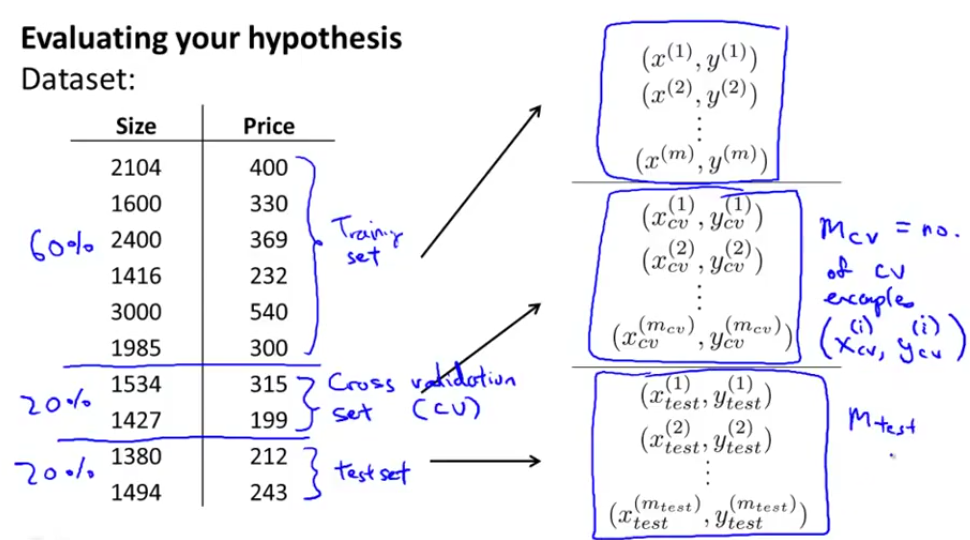 Evaluating your hypothesis
Dataset:
Size Price
2104 400
1600 330
2400 369
1416 232
3000 540
1985 300
1534 315
1427 199
1380 212
1494 243
60%
20%
20%
Training
set
Cross validation
set (CV)
test set
(x^{(1)}, y^{(1)})
(x^{(2)}, y^{(2)})
⋮
(x^{(m)}, y^{(m)})
(x_{cv}^{(1)}, y_{cv}^{(1)})
(x_{cv}^{(2)}, y_{cv}^{(2)})
⋮
(x_{cv}^{(m_{cv})}, y_{cv}^{(m_{cv})})
(x_{test}^{(1)}, y_{test}^{(1)})
(x_{test}^{(2)}, y_{test}^{(2)})
⋮
(x_{test}^{(m_{test})}, y_{test}^{(m_{test})})
m_{cv} = no.
of cv
examples
(x_{cv}^{(i)}, y_{cv}^{(i)})
m_{test}